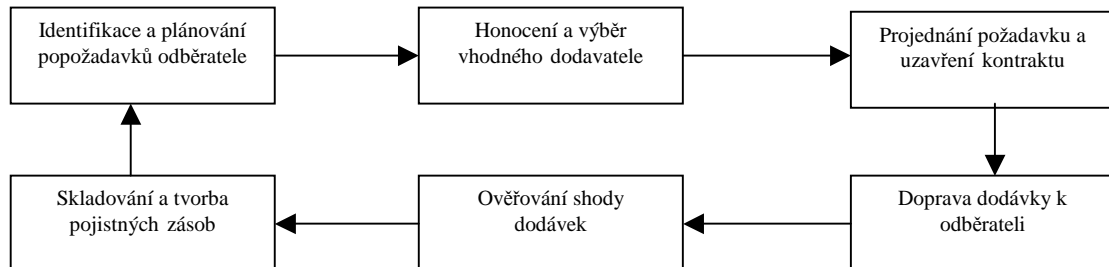 Identifikace a plánování
popožadavků odběratele
Honocení a výběr
vhodného dodavatele
Projednání požadavku a
uzavření kontraktu
Skladování a tvorba
pojistných zásob
Ověřování shody
dodávek
Doprava dodávky k
odběrateli